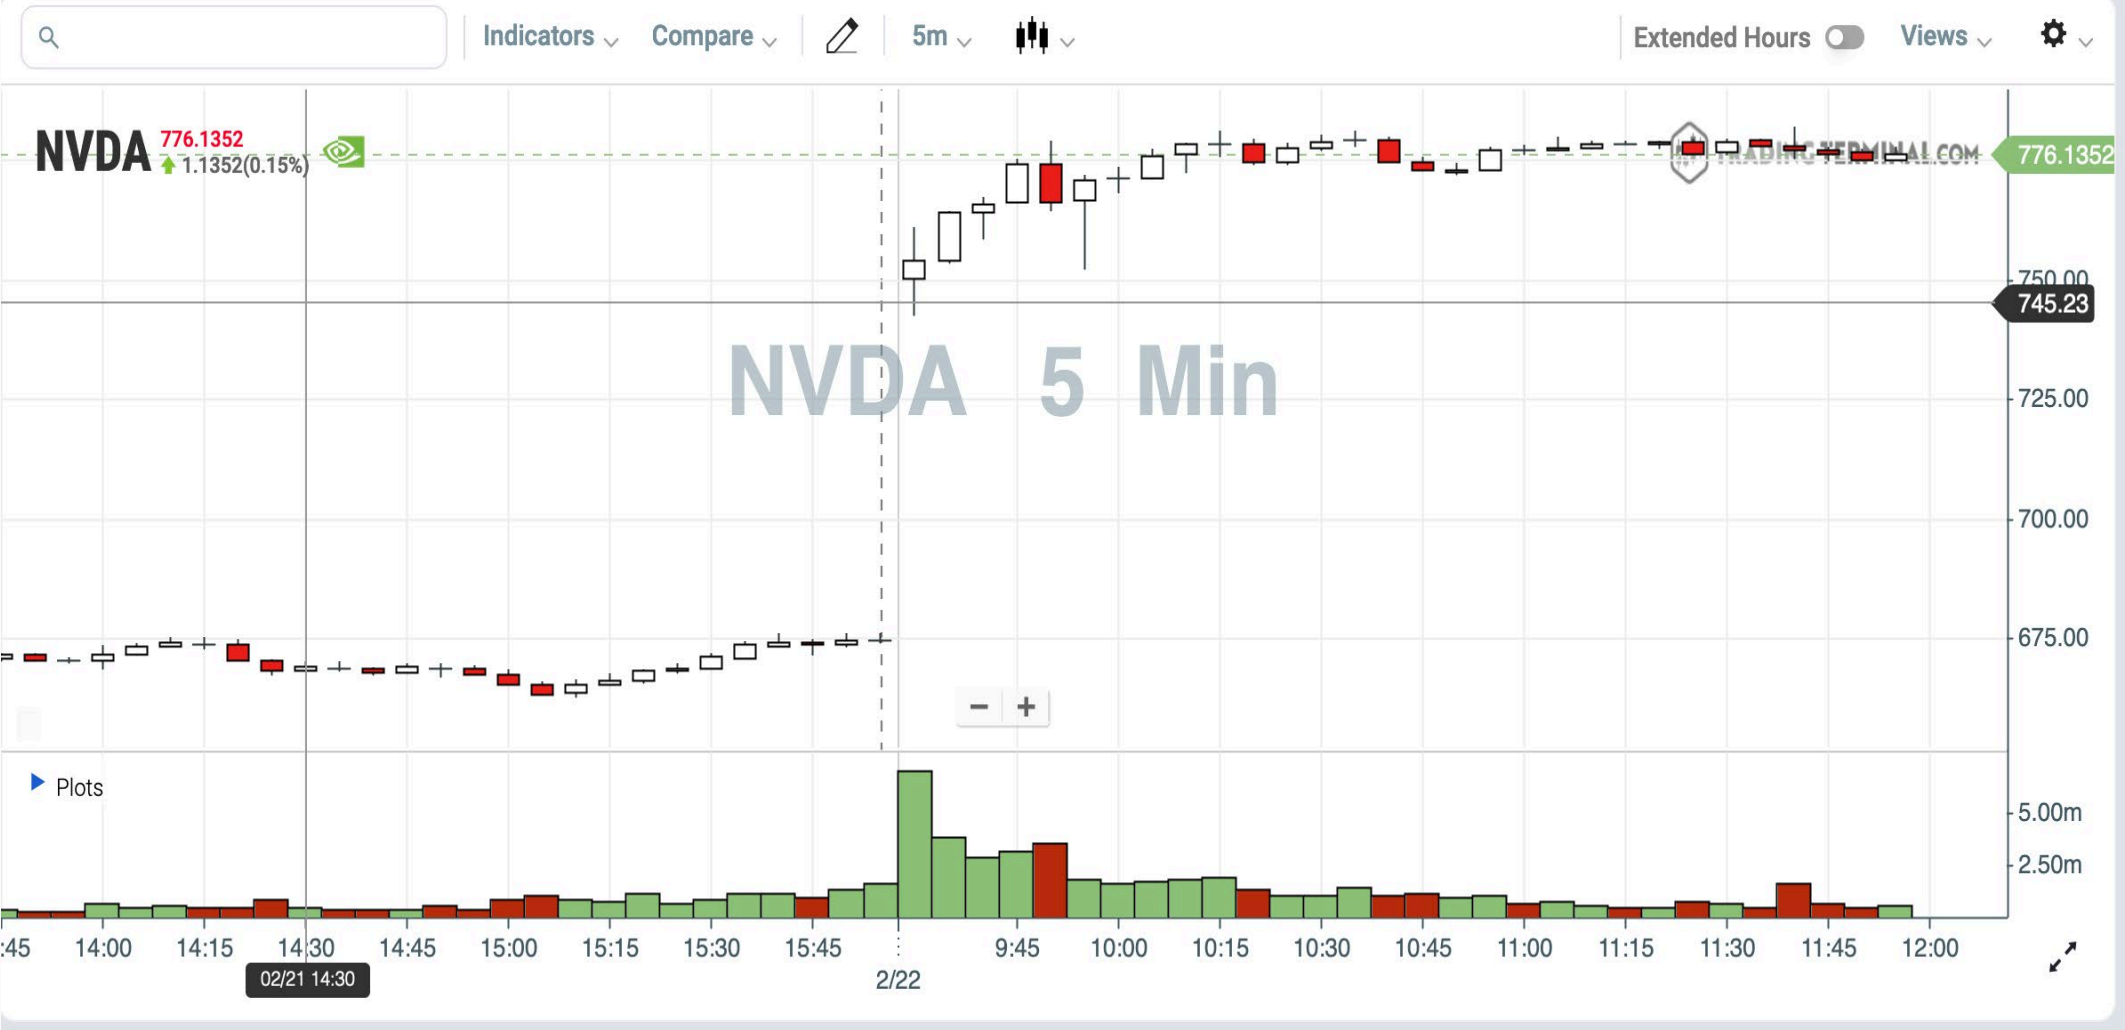 Indicators Compare 5m Extended Hours Views
NVDA 776.1352
1.1352(0.15%)
TRADING TERMINAL.COM
776.1352
750.00
745.23
NVDA 5 Min
725.00
700.00
675.00
− +
Plots
5.00m
2.50m
:45 14:00 14:15 14:30 14:45 15:00 15:15 15:30 15:45 9:45 10:00 10:15 10:30 10:45 11:00 11:15 11:30 11:45 12:00
02/21 14:30 2/22